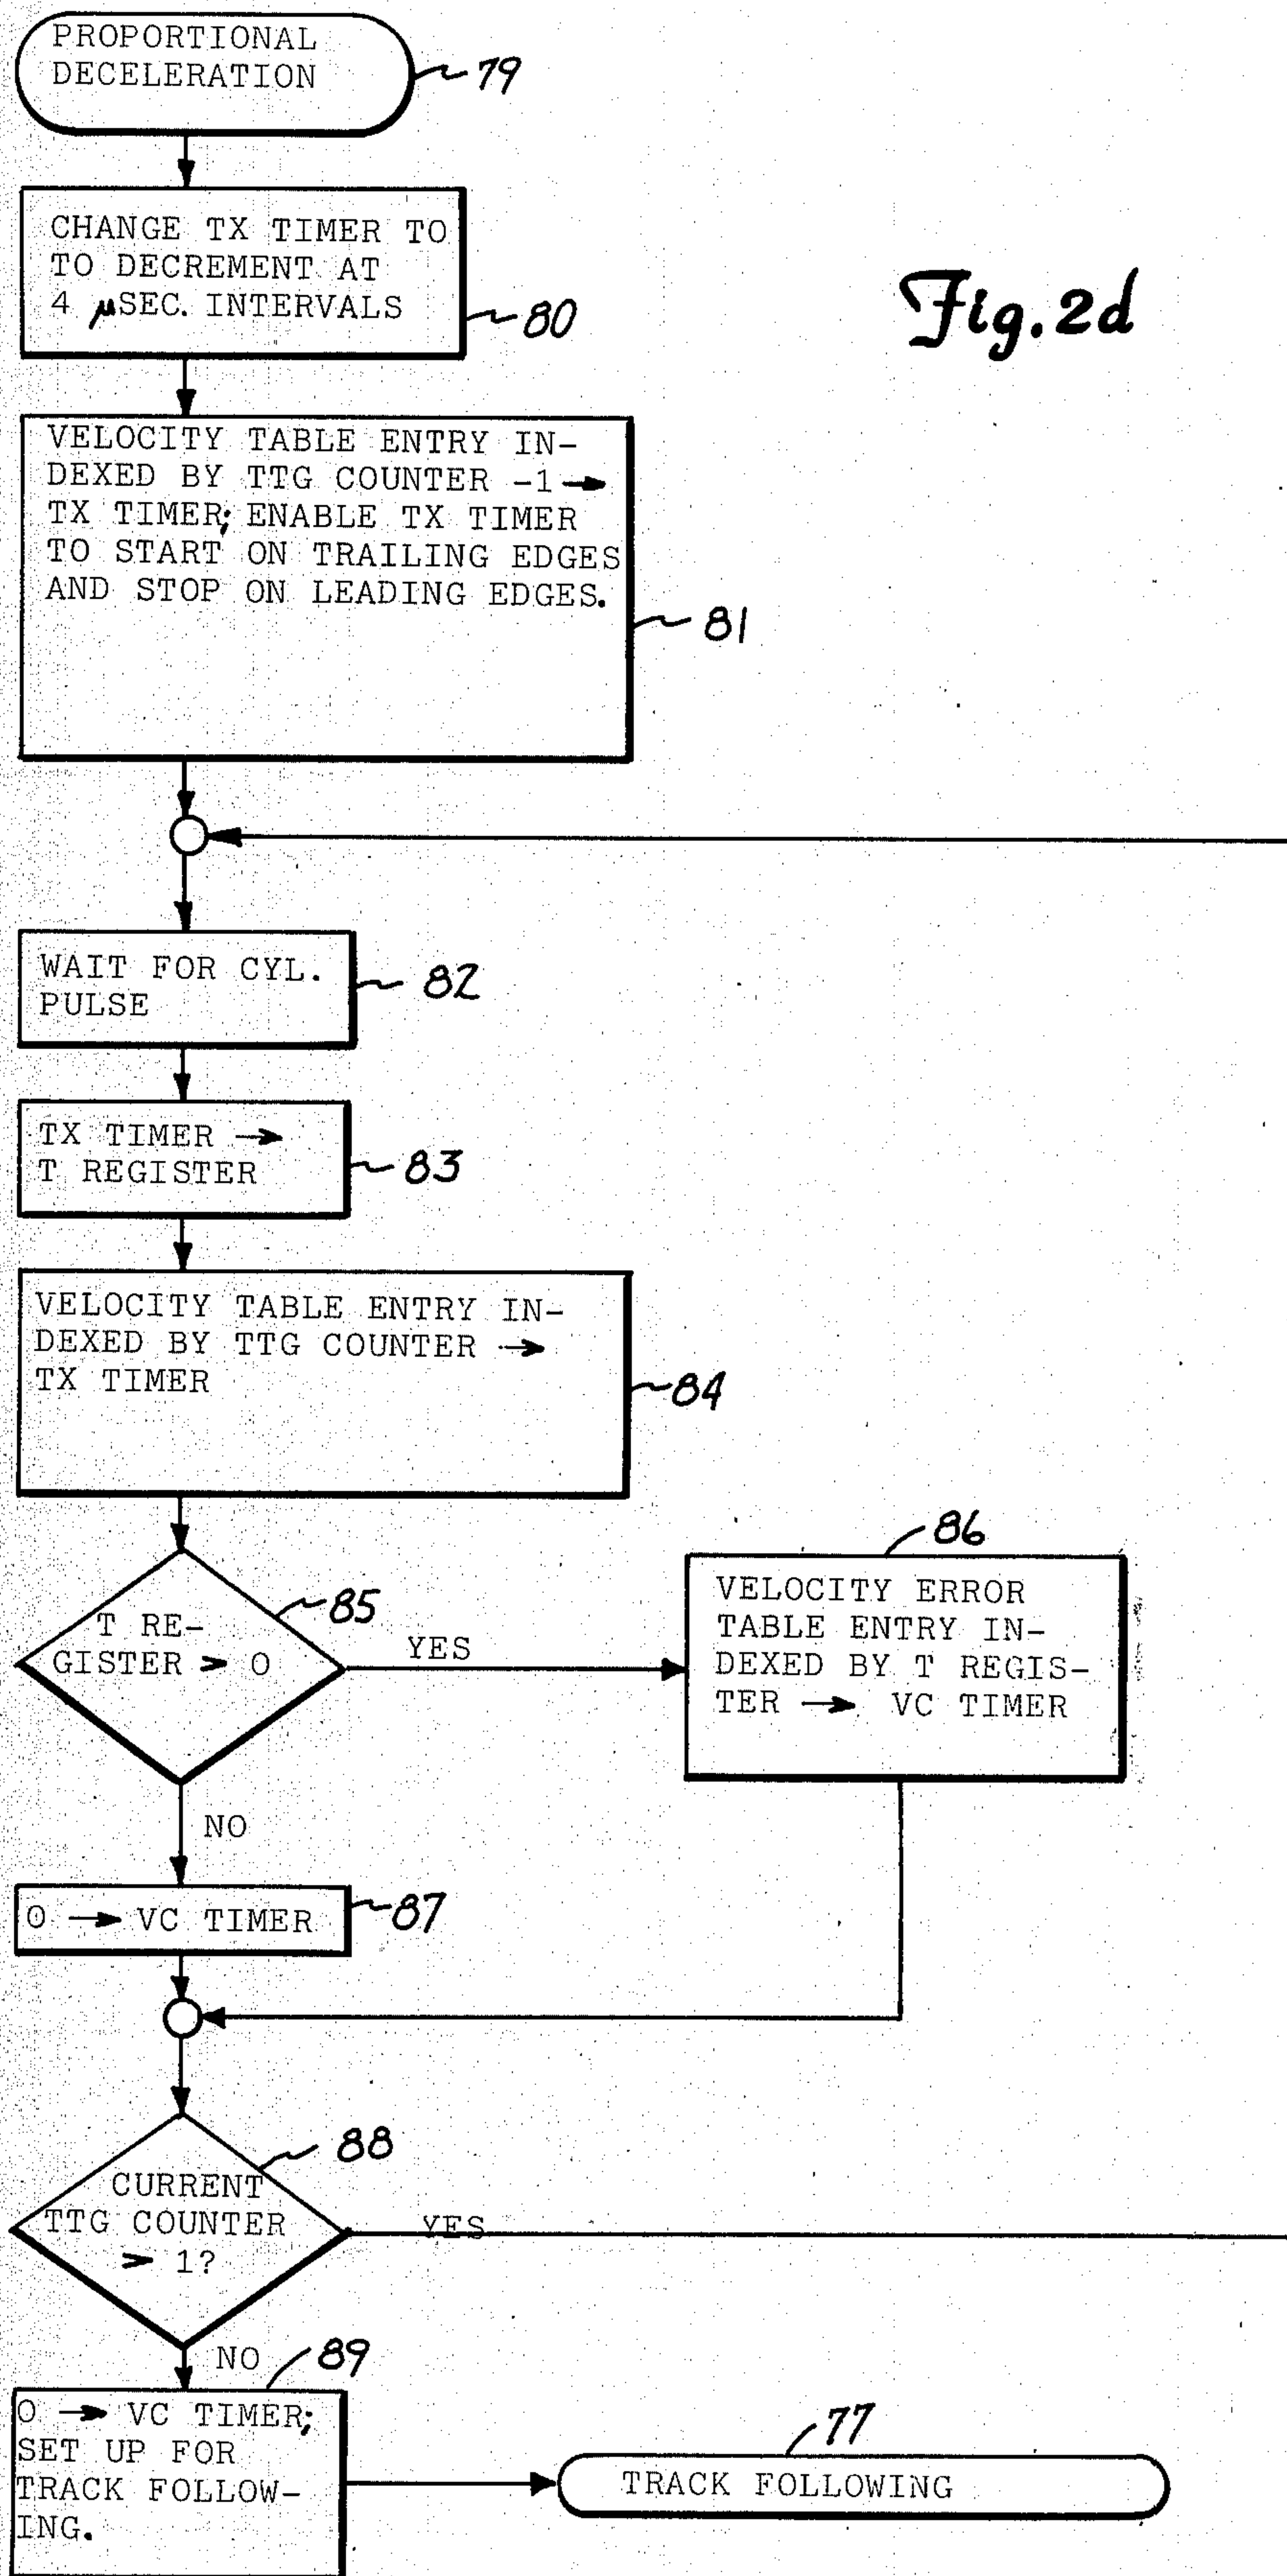 PROPORTIONAL
DECELERATION
79
CHANGE TX TIMER TO
TO DECREMENT AT
4 μSEC. INTERVALS
80
Fig. 2d
VELOCITY TABLE ENTRY IN-
DEXED BY TTG COUNTER -1 →
TX TIMER; ENABLE TX TIMER
TO START ON TRAILING EDGES
AND STOP ON LEADING EDGES.
81
WAIT FOR CYL.
PULSE
82
TX TIMER →
T REGISTER
83
VELOCITY TABLE ENTRY IN-
DEXED BY TTG COUNTER →
TX TIMER
84
T RE-
GISTER > 0
85
YES
86
VELOCITY ERROR
TABLE ENTRY IN-
DEXED BY T REGIS-
TER → VC TIMER
NO
0 → VC TIMER
87
CURRENT
TTG COUNTER
> 1?
88
YES
NO
89
0 → VC TIMER;
SET UP FOR
TRACK FOLLOW-
ING.
77
TRACK FOLLOWING